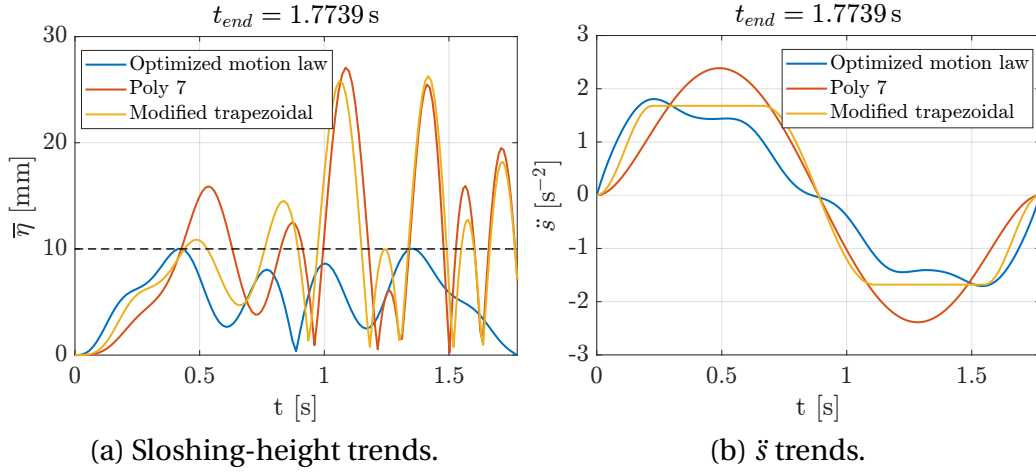 t_end = 1.7739 s
30
20
10
0
η̅ [mm]
Optimized motion law
Poly 7
Modified trapezoidal
0
0.5
1
1.5
t [s]
(a) Sloshing-height trends.
t_end = 1.7739 s
3
2
1
0
-1
-2
-3
s̈ [s⁻²]
Optimized motion law
Poly 7
Modified trapezoidal
0
0.5
1
1.5
t [s]
(b) s̈ trends.